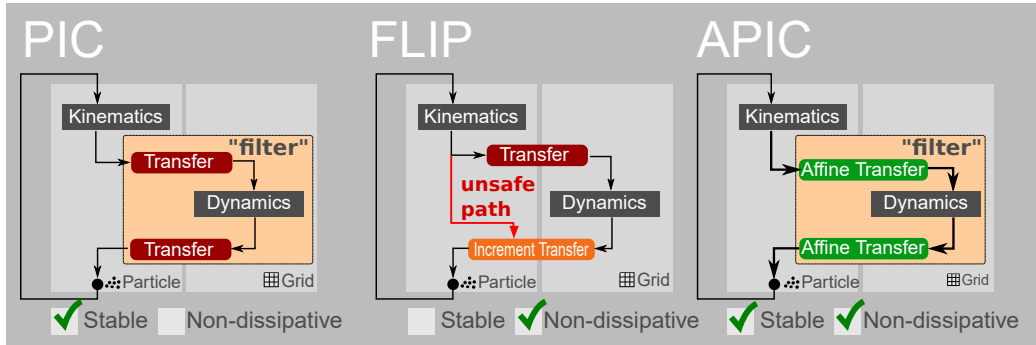 PIC
Kinematics
"filter"
Transfer
Dynamics
Transfer
Particle
Grid
Stable
Non-dissipative
FLIP
Kinematics
Transfer
unsafe
path
Dynamics
Increment Transfer
Particle
Grid
Stable
Non-dissipative
APIC
Kinematics
"filter"
Affine Transfer
Dynamics
Affine Transfer
Particle
Grid
Stable
Non-dissipative